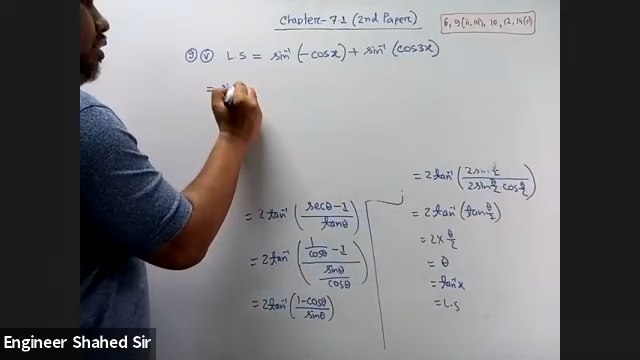 Chapter-7.1 (2nd Paper)
6, 9(ii, iii), 10, 12, 14(ii)
9 v L.S = sin⁻¹(-cosx) + sin⁻¹(cos3x)
= si
= 2tan⁻¹((secθ-1)/tanθ)
= 2tan⁻¹((1/cosθ - 1)/(sinθ/cosθ))
= 2tan⁻¹((1-cosθ)/sinθ)
= 2tan⁻¹((2sin²θ/2)/(2sinθ/2 cosθ/2))
= 2tan⁻¹(tanθ/2)
= 2×θ/2
= θ
= tan⁻¹x
= L.S
Engineer Shahed Sir